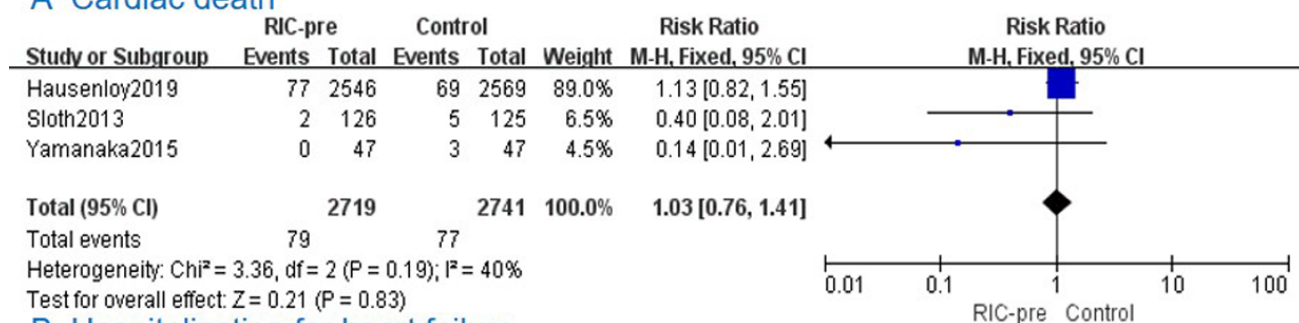 A Cardiac death
RIC-pre Control Risk Ratio Risk Ratio
Study or Subgroup Events Total Events Total Weight M-H, Fixed, 95% CI M-H, Fixed, 95% CI
Hausenloy2019 77 2546 69 2569 89.0% 1.13 [0.82, 1.55]
Sloth2013 2 126 5 125 6.5% 0.40 [0.08, 2.01]
Yamanaka2015 0 47 3 47 4.5% 0.14 [0.01, 2.69]
Total (95% CI) 2719 2741 100.0% 1.03 [0.76, 1.41]
Total events 79 77
Heterogeneity: Chi² = 3.36, df = 2 (P = 0.19); I² = 40%
Test for overall effect: Z = 0.21 (P = 0.83)
0.01 0.1 1 10 100
RIC-pre Control